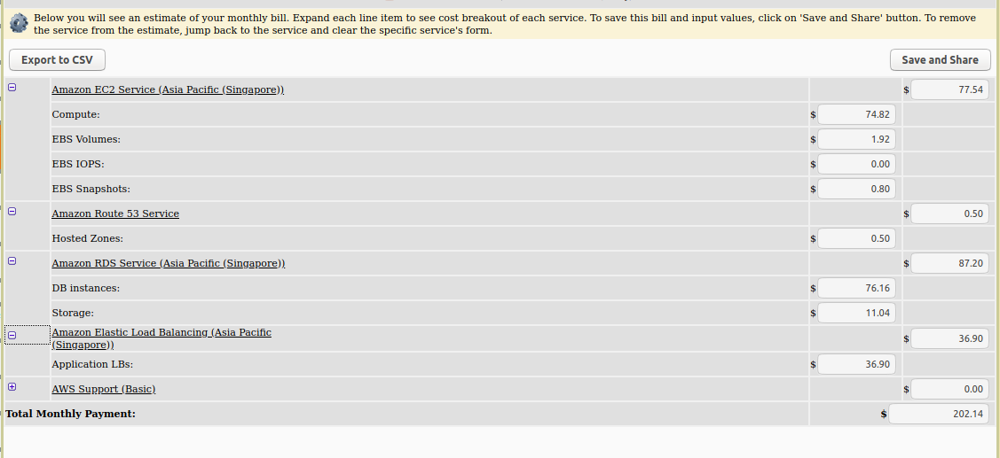 Below you will see an estimate of your monthly bill. Expand each line item to see cost breakout of each service. To save this bill and input values, click on 'Save and Share' button. To remove
the service from the estimate, jump back to the service and clear the specific service's form.
Export to CSV
Save and Share
Amazon EC2 Service (Asia Pacific (Singapore)) $ 77.54
Compute: $ 74.82
EBS Volumes: $ 1.92
EBS IOPS: $ 0.00
EBS Snapshots: $ 0.80
Amazon Route 53 Service $ 0.50
Hosted Zones: $ 0.50
Amazon RDS Service (Asia Pacific (Singapore)) $ 87.20
DB instances: $ 76.16
Storage: $ 11.04
Amazon Elastic Load Balancing (Asia Pacific
(Singapore)) $ 36.90
Application LBs: $ 36.90
AWS Support (Basic) $ 0.00
Total Monthly Payment: $ 202.14